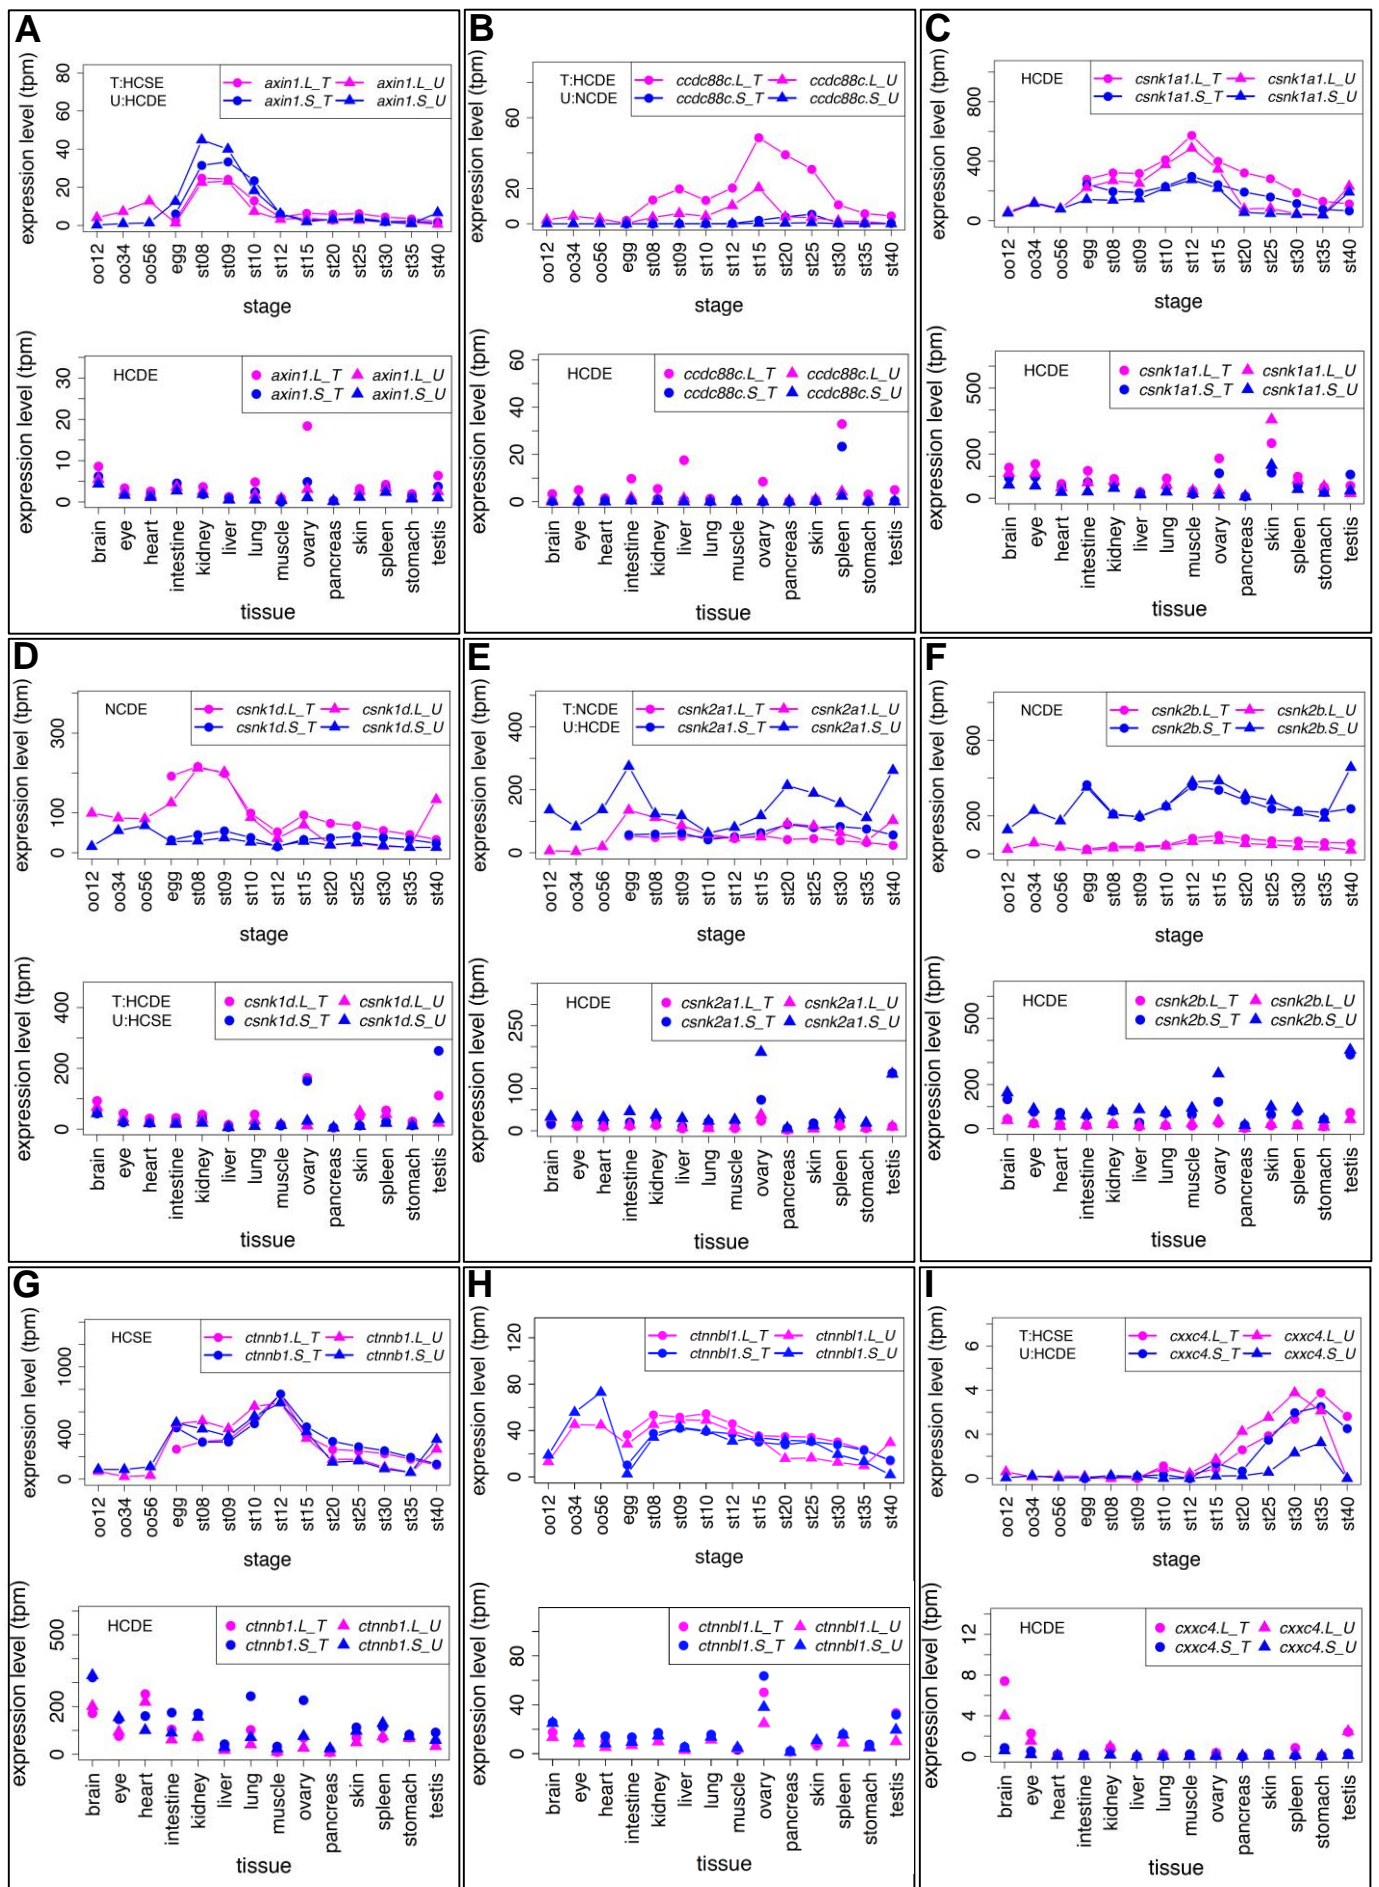 A
expression level (tpm)
0 20 40 60 80
T:HCSE
U:HCDE
axin1.L_T axin1.L_U
axin1.S_T axin1.S_U
oo12 oo34 oo56 egg st08 st09 st10 st12 st15 st20 st25 st30 st35 st40
stage
expression level (tpm)
0 10 20 30
HCDE
axin1.L_T axin1.L_U
axin1.S_T axin1.S_U
brain eye heart intestine kidney liver lung muscle ovary pancreas skin spleen stomach testis
tissue
B
expression level (tpm)
0 20 60
T:HCDE
U:NCDE
ccdc88c.L_T ccdc88c.L_U
ccdc88c.S_T ccdc88c.S_U
oo12 oo34 oo56 egg st08 st09 st10 st12 st15 st20 st25 st30 st35 st40
stage
expression level (tpm)
0 20 40 60
HCDE
ccdc88c.L_T ccdc88c.L_U
ccdc88c.S_T ccdc88c.S_U
brain eye heart intestine kidney liver lung muscle ovary pancreas skin spleen stomach testis
tissue
C
expression level (tpm)
0 400 800
HCDE
csnk1a1.L_T csnk1a1.L_U
csnk1a1.S_T csnk1a1.S_U
oo12 oo34 oo56 egg st08 st09 st10 st12 st15 st20 st25 st30 st35 st40
stage
expression level (tpm)
0 200 500
HCDE
csnk1a1.L_T csnk1a1.L_U
csnk1a1.S_T csnk1a1.S_U
brain eye heart intestine kidney liver lung muscle ovary pancreas skin spleen stomach testis
tissue
D
expression level (tpm)
0 100 300
NCDE
csnk1d.L_T csnk1d.L_U
csnk1d.S_T csnk1d.S_U
oo12 oo34 oo56 egg st08 st09 st10 st12 st15 st20 st25 st30 st35 st40
stage
expression level (tpm)
0 200 400
T:HCDE
U:HCSE
csnk1d.L_T csnk1d.L_U
csnk1d.S_T csnk1d.S_U
brain eye heart intestine kidney liver lung muscle ovary pancreas skin spleen stomach testis
tissue
E
expression level (tpm)
0 200 400
T:NCDE
U:HCDE
csnk2a1.L_T csnk2a1.L_U
csnk2a1.S_T csnk2a1.S_U
oo12 oo34 oo56 egg st08 st09 st10 st12 st15 st20 st25 st30 st35 st40
stage
expression level (tpm)
0 100 250
HCDE
csnk2a1.L_T csnk2a1.L_U
csnk2a1.S_T csnk2a1.S_U
brain eye heart intestine kidney liver lung muscle ovary pancreas skin spleen stomach testis
tissue
F
expression level (tpm)
0 200 600
NCDE
csnk2b.L_T csnk2b.L_U
csnk2b.S_T csnk2b.S_U
oo12 oo34 oo56 egg st08 st09 st10 st12 st15 st20 st25 st30 st35 st40
stage
expression level (tpm)
0 200 500
HCDE
csnk2b.L_T csnk2b.L_U
csnk2b.S_T csnk2b.S_U
brain eye heart intestine kidney liver lung muscle ovary pancreas skin spleen stomach testis
tissue
G
expression level (tpm)
0 400 1000
HCSE
ctnnb1.L_T ctnnb1.L_U
ctnnb1.S_T ctnnb1.S_U
oo12 oo34 oo56 egg st08 st09 st10 st12 st15 st20 st25 st30 st35 st40
stage
expression level (tpm)
0 200 500
HCDE
ctnnb1.L_T ctnnb1.L_U
ctnnb1.S_T ctnnb1.S_U
brain eye heart intestine kidney liver lung muscle ovary pancreas skin spleen stomach testis
tissue
H
expression level (tpm)
0 40 80 120
ctnnbl1.L_T ctnnbl1.L_U
ctnnbl1.S_T ctnnbl1.S_U
oo12 oo34 oo56 egg st08 st09 st10 st12 st15 st20 st25 st30 st35 st40
stage
expression level (tpm)
0 40 80
ctnnbl1.L_T ctnnbl1.L_U
ctnnbl1.S_T ctnnbl1.S_U
brain eye heart intestine kidney liver lung muscle ovary pancreas skin spleen stomach testis
tissue
I
expression level (tpm)
0 2 4 6
T:HCSE
U:HCDE
cxxc4.L_T cxxc4.L_U
cxxc4.S_T cxxc4.S_U
oo12 oo34 oo56 egg st08 st09 st10 st12 st15 st20 st25 st30 st35 st40
stage
expression level (tpm)
0 4 8 12
HCDE
cxxc4.L_T cxxc4.L_U
cxxc4.S_T cxxc4.S_U
brain eye heart intestine kidney liver lung muscle ovary pancreas skin spleen stomach testis
tissue